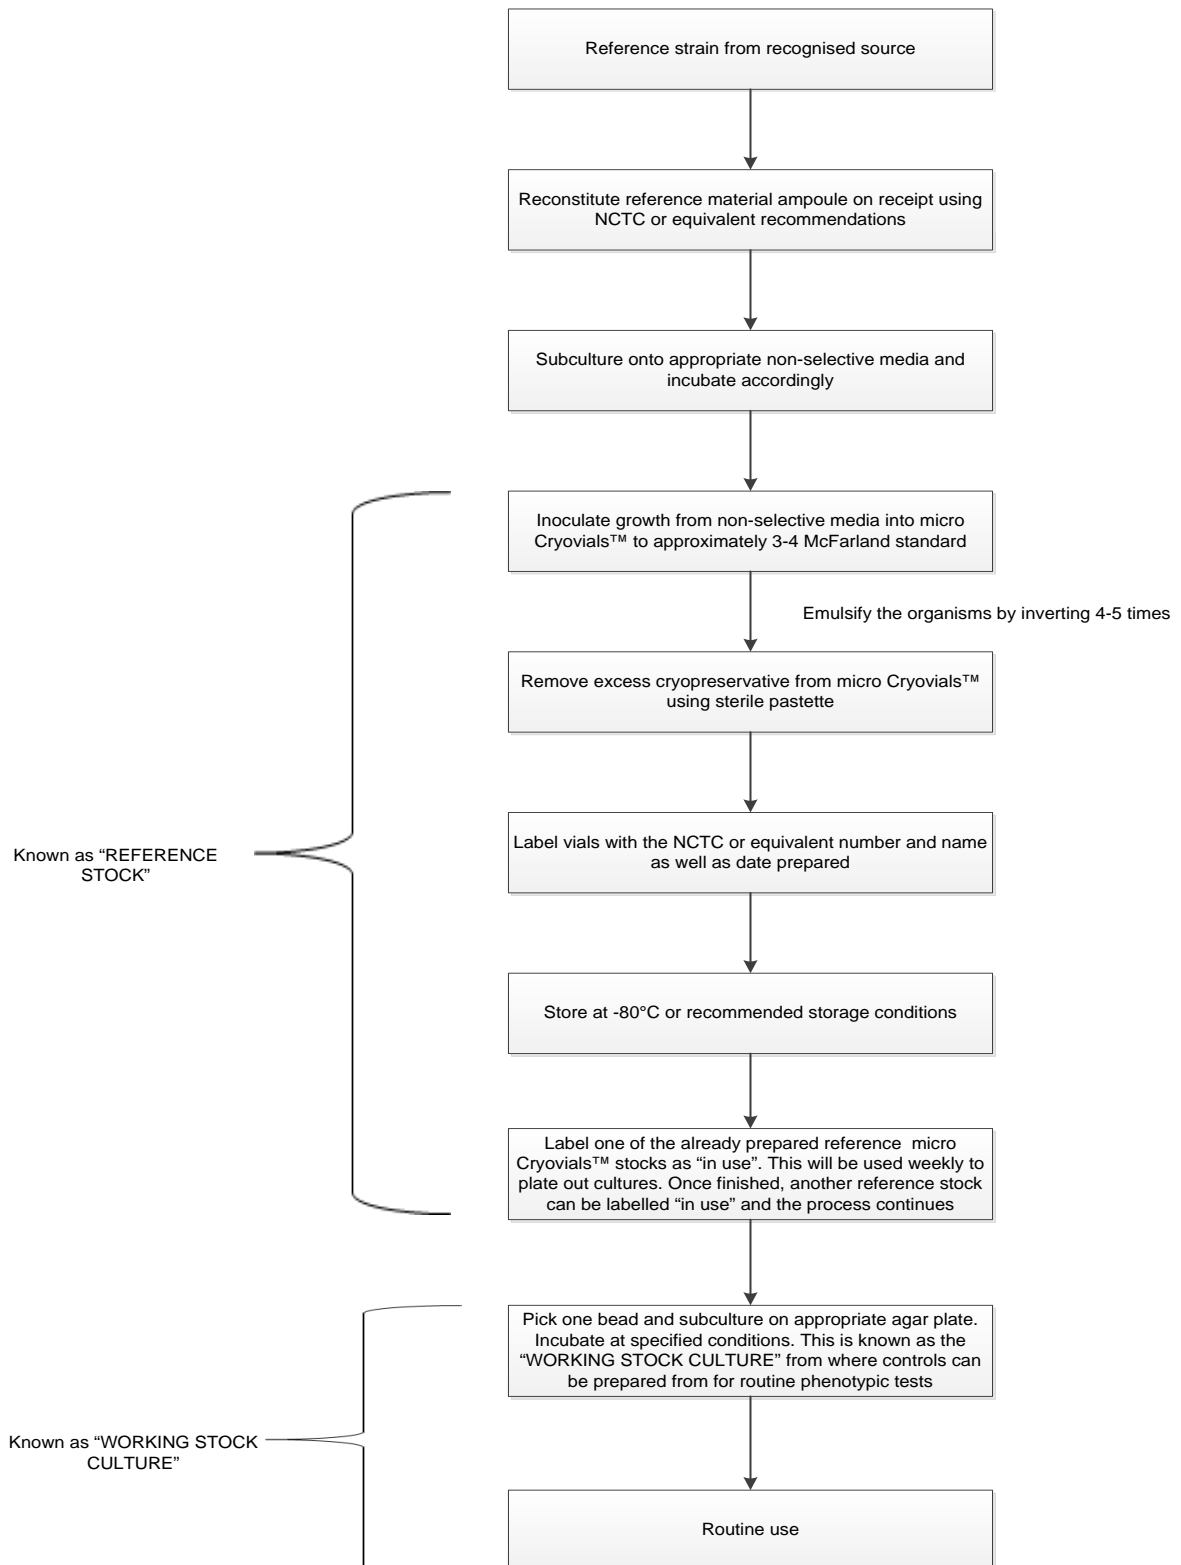 Reference strain from recognised source
Reconstitute reference material ampoule on receipt using
NCTC or equivalent recommendations
Subculture onto appropriate non-selective media and
incubate accordingly
Inoculate growth from non-selective media into micro
Cryovials™ to approximately 3-4 McFarland standard
Emulsify the organisms by inverting 4-5 times
Remove excess cryopreservative from micro Cryovials™
using sterile pastette
Label vials with the NCTC or equivalent number and name
as well as date prepared
Known as “REFERENCE
STOCK”
Store at -80°C or recommended storage conditions
Label one of the already prepared reference  micro
Cryovials™ stocks as “in use”. This will be used weekly to
plate out cultures. Once finished, another reference stock
can be labelled “in use” and the process continues
Pick one bead and subculture on appropriate agar plate.
Incubate at specified conditions. This is known as the
“WORKING STOCK CULTURE” from where controls can
be prepared from for routine phenotypic tests
Known as “WORKING STOCK
CULTURE”
Routine use